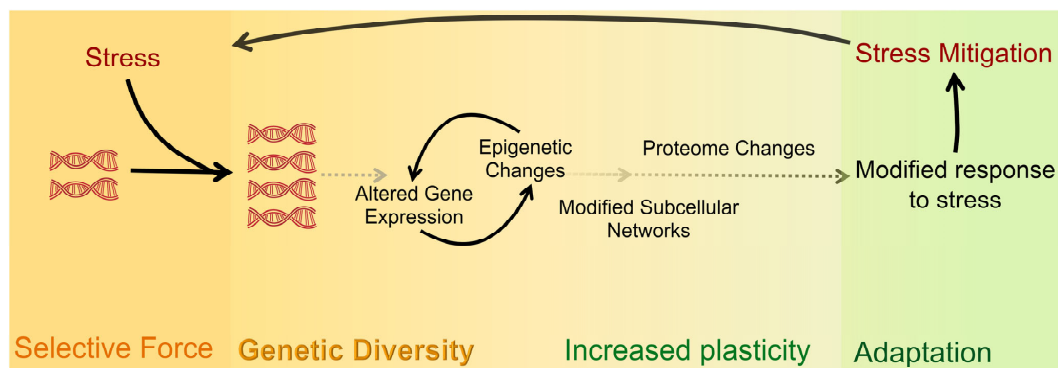 Stress
Stress Mitigation
Epigenetic
Changes
Proteome Changes
Altered Gene
Expression
Modified Subcellular
Networks
Modified response
to stress
Selective Force
Genetic Diversity
Increased plasticity
Adaptation